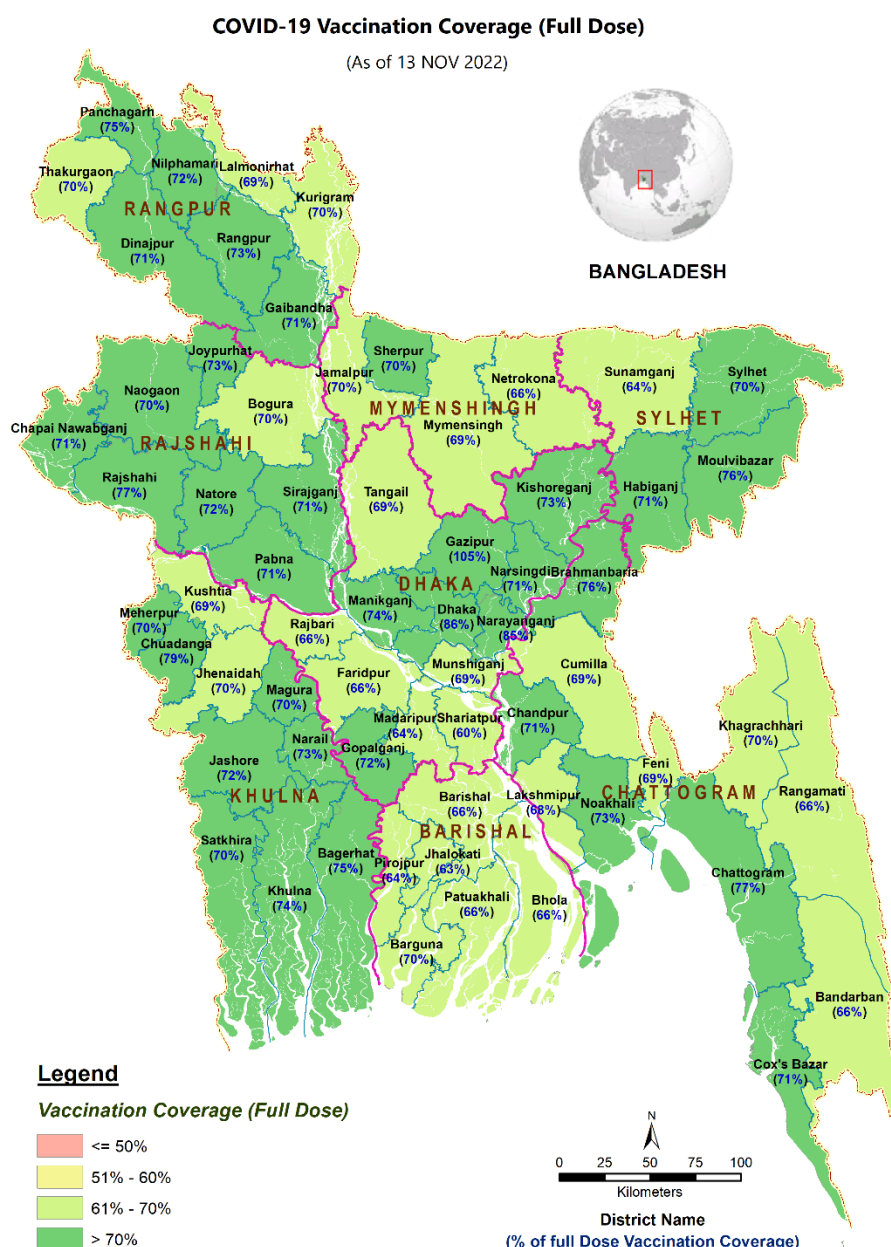 COVID-19 Vaccination Coverage (Full Dose)
(As of 13 NOV 2022)
BANGLADESH
Panchagarh
(75%)
Thakurgaon
(70%)
Nilphamari
(72%)
Lalmonirhat
(69%)
Kurigram
(70%)
RANGPUR
Dinajpur
(71%)
Rangpur
(73%)
Gaibandha
(71%)
Joypurhat
(73%)
Naogaon
(70%)
Bogura
(70%)
Chapai Nawabganj
(71%)
RAJSHAHI
Rajshahi
(77%)
Natore
(72%)
Sirajganj
(71%)
Pabna
(71%)
Jamalpur
(70%)
Sherpur
(70%)
Netrokona
(66%)
MYMENSHINGH
Mymensingh
(69%)
Sunamganj
(64%)
Sylhet
(70%)
SYLHET
Moulvibazar
(76%)
Habiganj
(71%)
Tangail
(69%)
Kishoreganj
(73%)
Gazipur
(105%)
Narsingdi
(71%)
Brahmanbaria
(76%)
DHAKA
Manikganj
(74%)
Dhaka
(86%)
Narayanganj
(85%)
Kushtia
(69%)
Meherpur
(70%)
Chuadanga
(79%)
Jhenaidah
(70%)
Rajbari
(66%)
Faridpur
(66%)
Munshiganj
(69%)
Cumilla
(69%)
Magura
(70%)
Madaripur
(64%)
Shariatpur
(60%)
Chandpur
(71%)
Narail
(73%)
Gopalganj
(72%)
Jashore
(72%)
KHULNA
Khagrachhari
(70%)
Feni
(69%)
CHATTOGRAM
Rangamati
(66%)
Lakshmipur
(68%)
Noakhali
(73%)
Barishal
(66%)
BARISHAL
Satkhira
(70%)
Khulna
(74%)
Bagerhat
(75%)
Pirojpur
(64%)
Jhalokati
(63%)
Patuakhali
(66%)
Bhola
(66%)
Barguna
(70%)
Chattogram
(77%)
Bandarban
(66%)
Cox's Bazar
(71%)
Legend
Vaccination Coverage (Full Dose)
<= 50%
51% - 60%
61% - 70%
> 70%
N
0 25 50 75 100
Kilometers
District Name
(% of full Dose Vaccination Coverage)